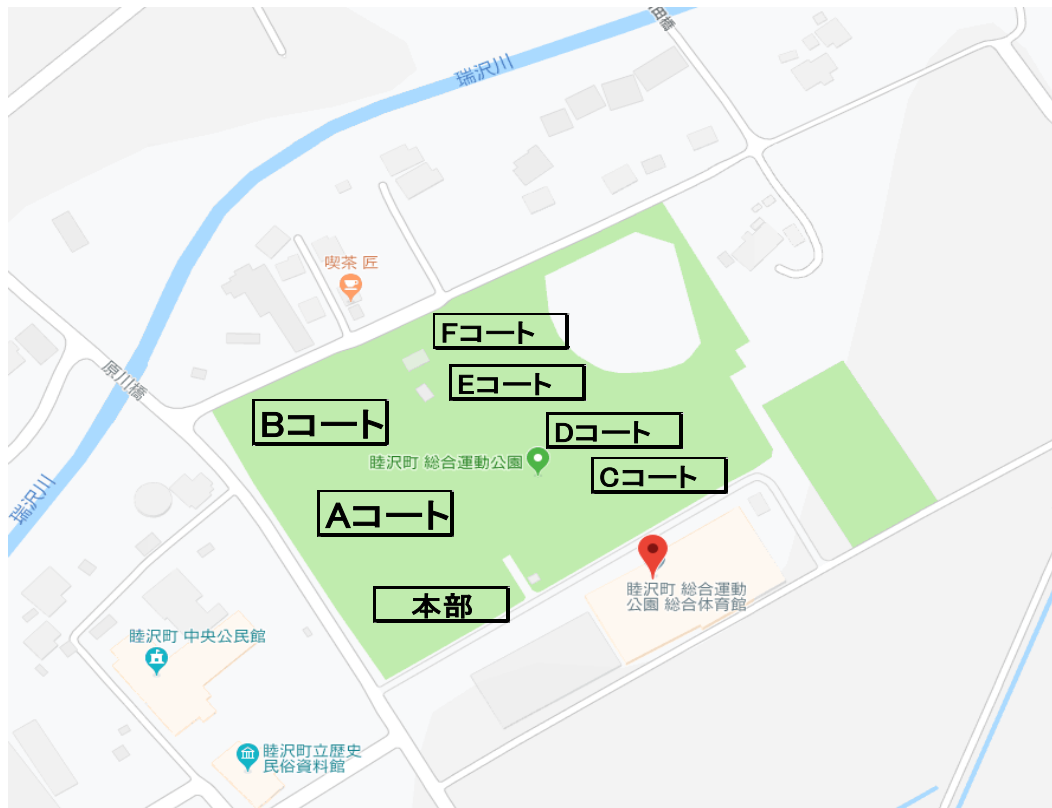 田橋
瑞沢川
喫茶 匠
Fコート
原川橋
Eコート
Bコート
Dコート
睦沢町 総合運動公園
Cコート
瑞沢川
Aコート
睦沢町 総合運動
公園 総合体育館
本部
睦沢町 中央公民館
睦沢町立歴史
民俗資料館